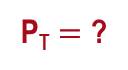 P_T = ?